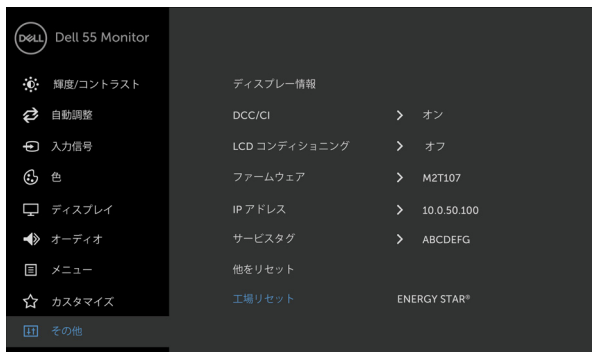 DELL
Dell 55 Monitor
輝度/コントラスト
自動調整
入力信号
色
ディスプレイ
オーディオ
メニュー
カスタマイズ
その他
ディスプレー情報
DCC/CI オン
LCD コンディショニング オフ
ファームウェア M2T107
IP アドレス 10.0.50.100
サービスタグ ABCDEFG
他をリセット
工場リセット ENERGY STAR®